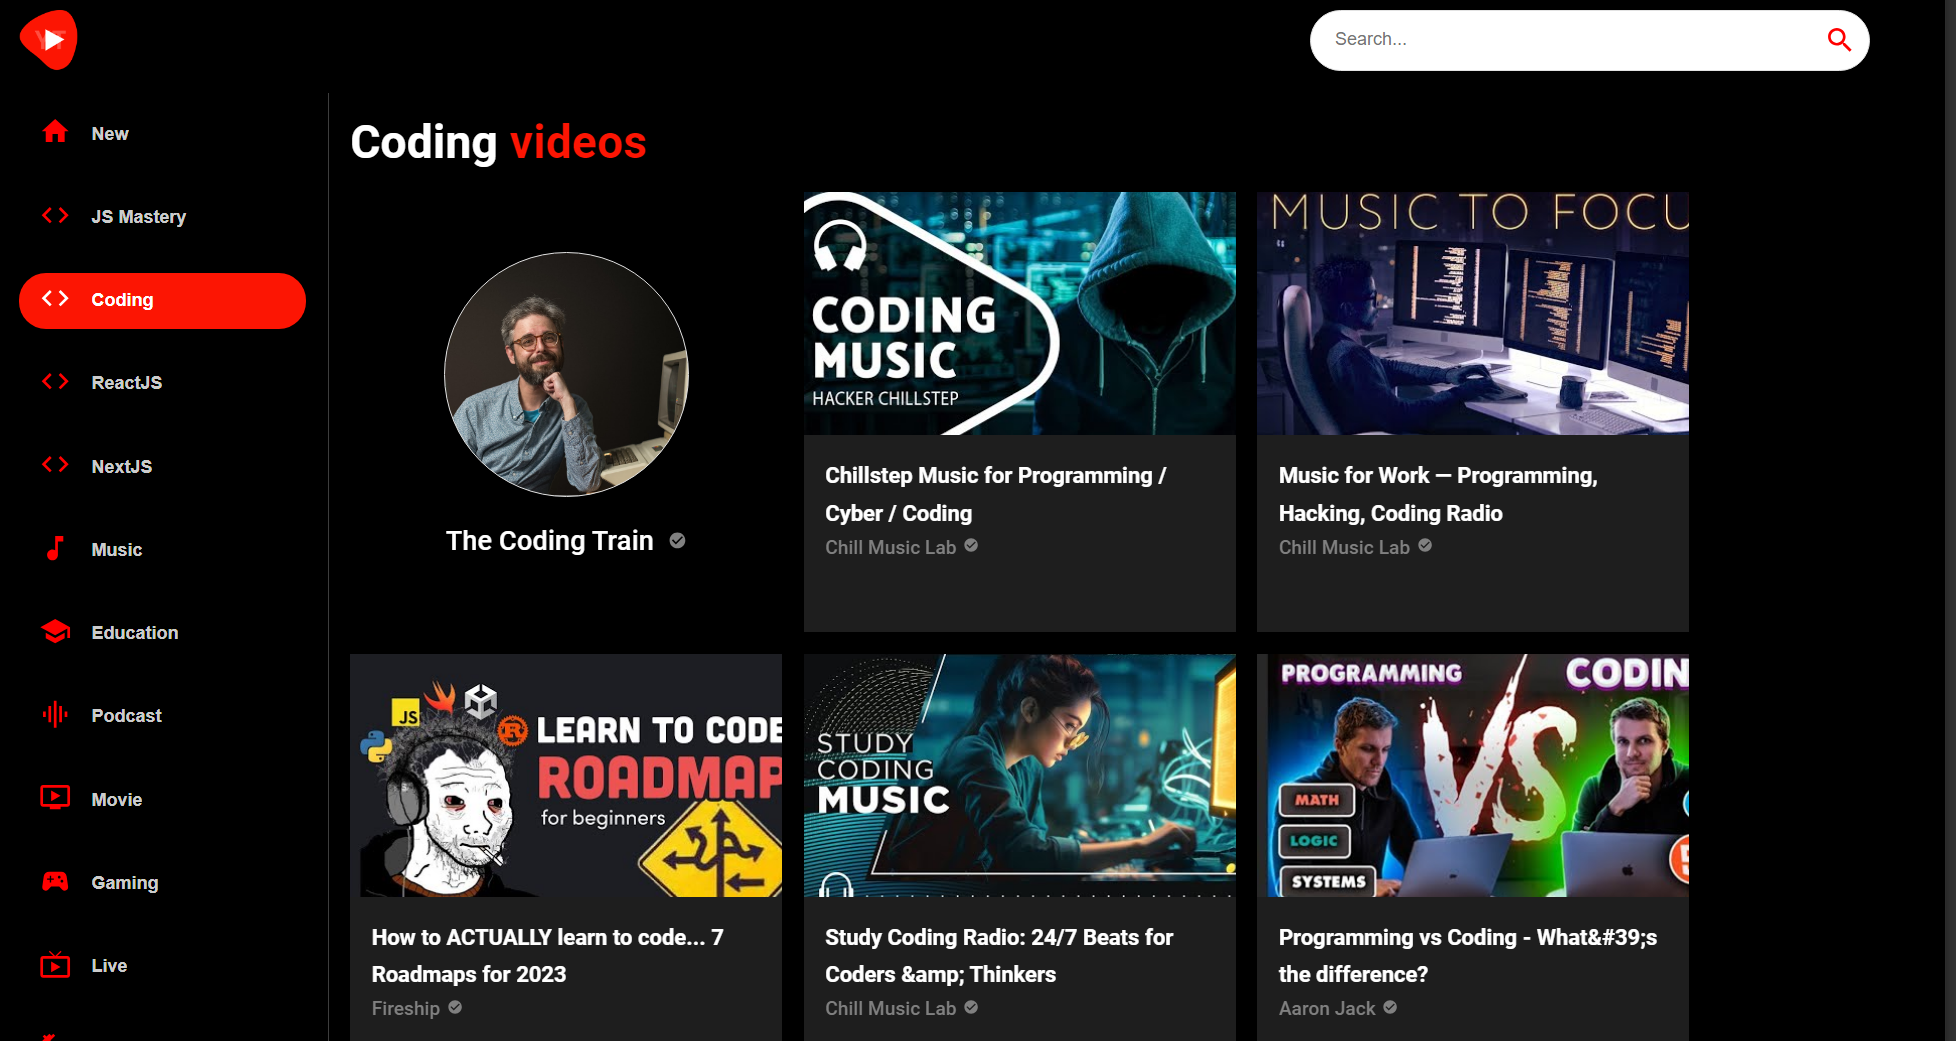 YT
Search...
New
JS Mastery
Coding
ReactJS
NextJS
Music
Education
Podcast
Movie
Gaming
Live
Coding videos
The Coding Train
CODING
MUSIC
HACKER CHILLSTEP
Chillstep Music for Programming /
Cyber / Coding
Chill Music Lab
MUSIC TO FOCU
Music for Work — Programming,
Hacking, Coding Radio
Chill Music Lab
JS
R
LEARN TO CODE
ROADMAP
for beginners
How to ACTUALLY learn to code... 7
Roadmaps for 2023
Fireship
STUDY
CODING
MUSIC
Study Coding Radio: 24/7 Beats for
Coders &amp; Thinkers
Chill Music Lab
PROGRAMMING
CODIN
VS
MATH
LOGIC
SYSTEMS
Programming vs Coding - What&#39;s
the difference?
Aaron Jack